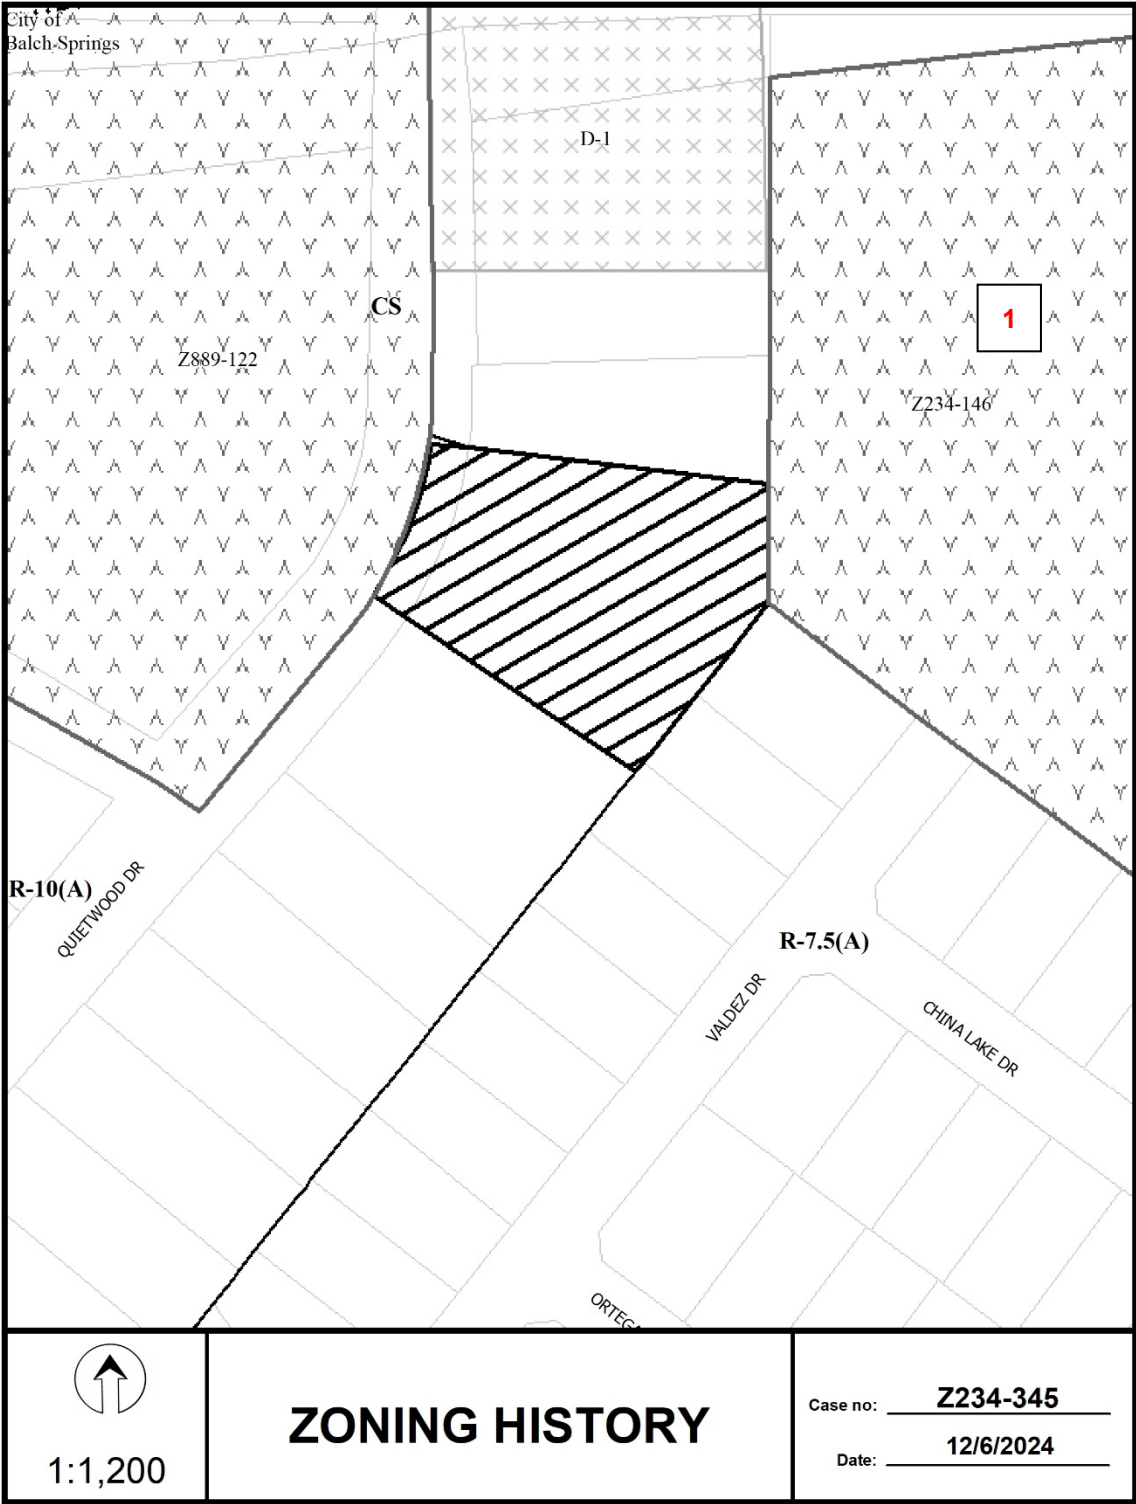 City of
Balch Springs
D-1
CS
1
Z889-122
Z234-146
R-10(A)
QUIETWOOD DR
R-7.5(A)
VALDEZ DR
CHINA LAKE DR
1:1,200
ZONING HISTORY
Case no: Z234-345
Date: 12/6/2024